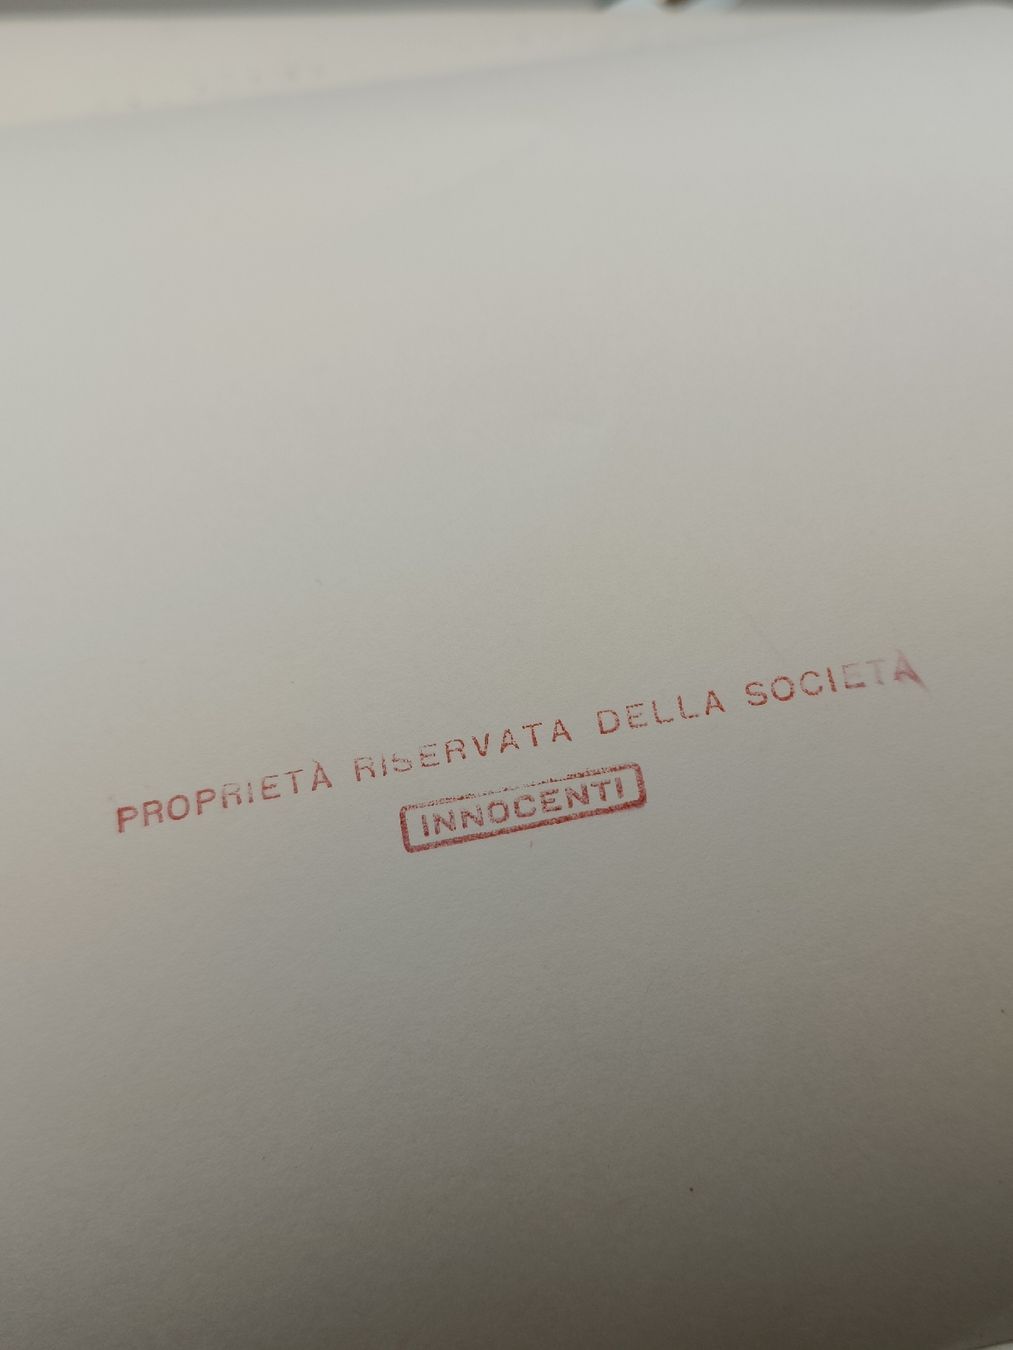 PROPRIETÀ RISERVATA DELLA SOCIETÀ
INNOCENTI